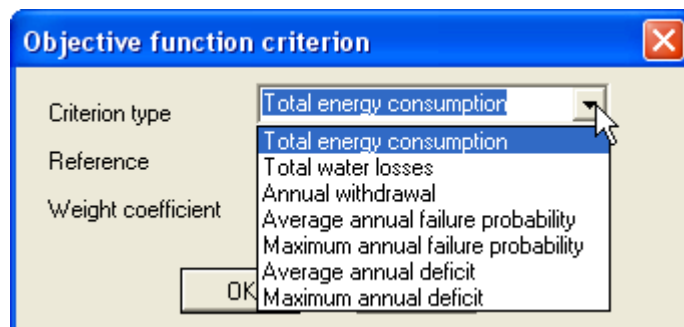 Objective function criterion
Criterion type
Total energy consumption
Total energy consumption
Total water losses
Reference
Annual withdrawal
Weight coefficient
Average annual failure probability
Maximum annual failure probability
Average annual deficit
OK
Maximum annual deficit